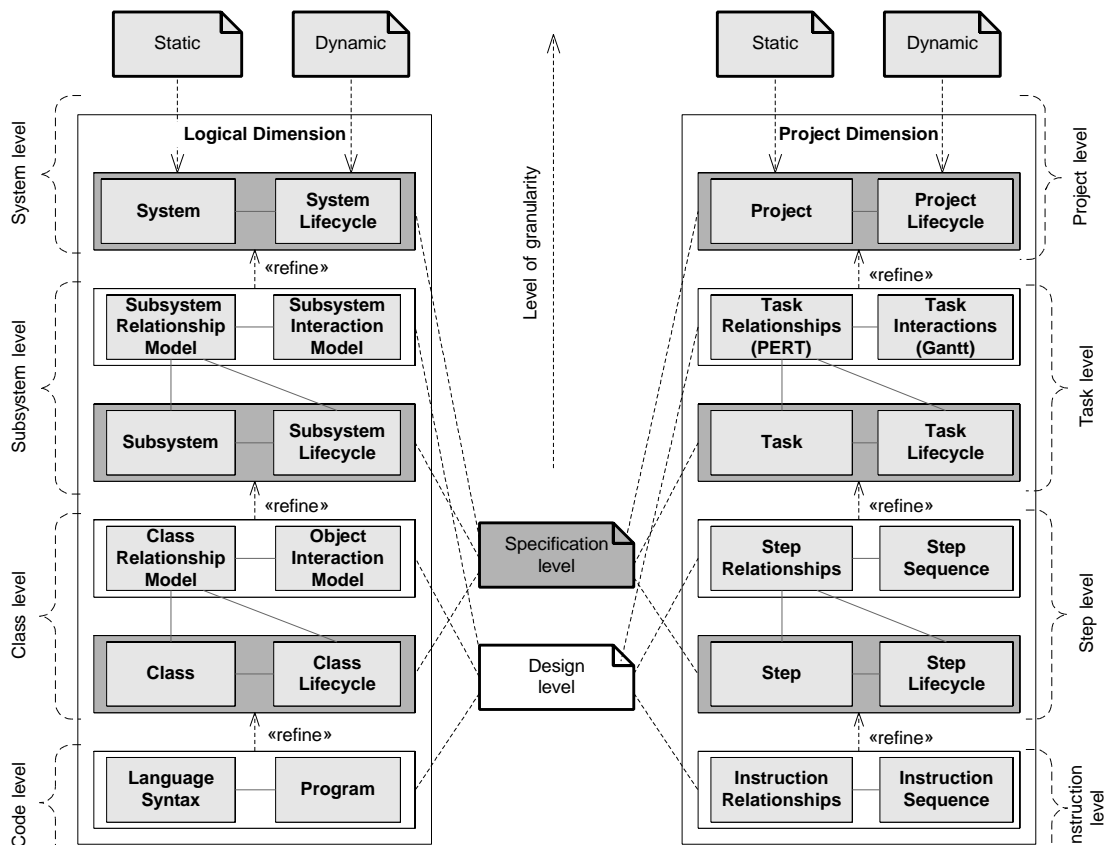 Static
Dynamic
Static
Dynamic
System level
Logical Dimension
System
System
Lifecycle
«refine»
Subsystem level
Subsystem
Relationship
Model
Subsystem
Interaction
Model
Subsystem
Subsystem
Lifecycle
«refine»
Class level
Class
Relationship
Model
Object
Interaction
Model
Class
Class
Lifecycle
«refine»
Code level
Language
Syntax
Program
Level of granularity
Specification
level
Design
level
Project Dimension
Project level
Project
Project
Lifecycle
«refine»
Task level
Task
Relationships
(PERT)
Task
Interactions
(Gantt)
Task
Task
Lifecycle
«refine»
Step level
Step
Relationships
Step
Sequence
Step
Step
Lifecycle
«refine»
Instruction
Relationships
Instruction
Sequence
Instruction
level